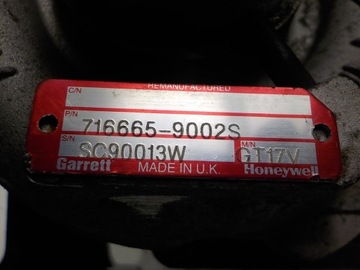 REMANUFACTURED
C/N
P/N 716665-9002S
S/N SC90013W M/N GT17V
Garrett MADE IN U.K. Honeywell